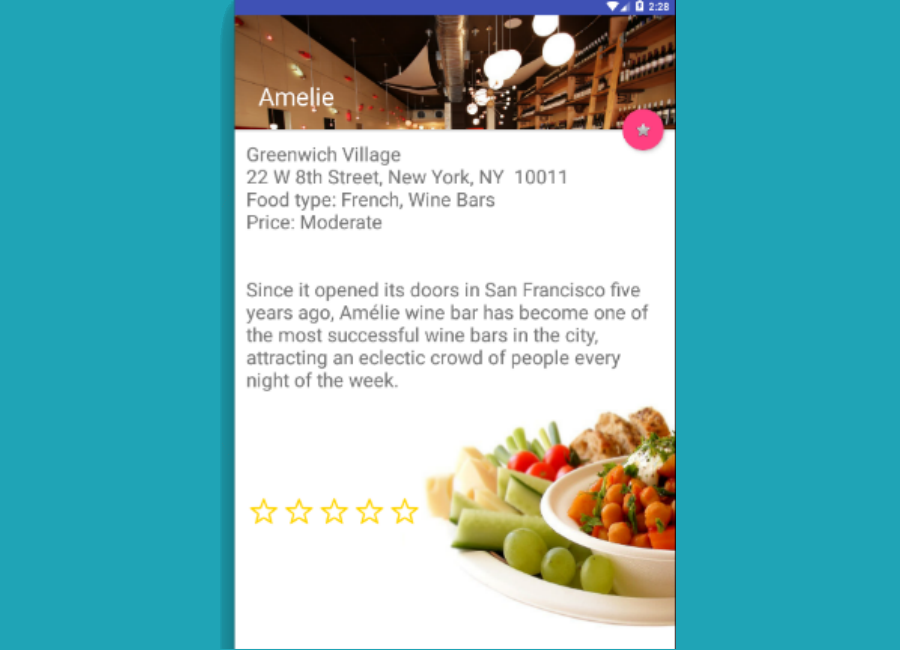 2:28
Amelie
Greenwich Village
22 W 8th Street, New York, NY  10011
Food type: French, Wine Bars
Price: Moderate
Since it opened its doors in San Francisco five
years ago, Amélie wine bar has become one of
the most successful wine bars in the city,
attracting an eclectic crowd of people every
night of the week.